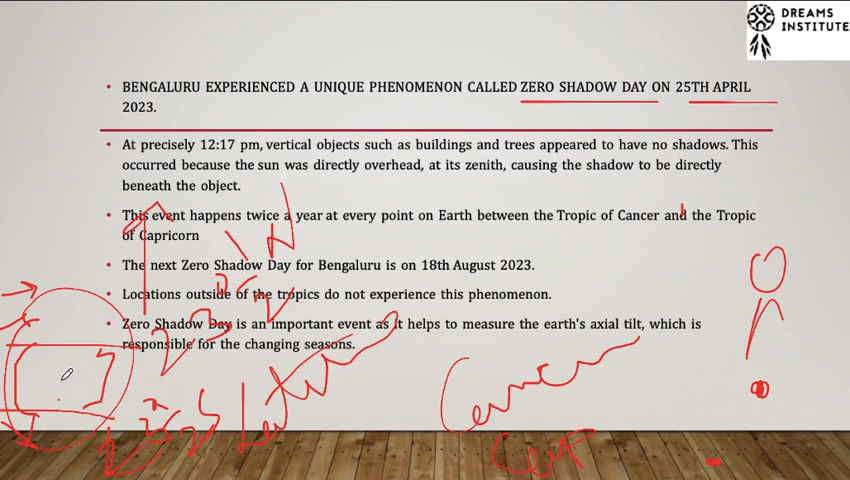 DREAMS
INSTITUTE
• BENGALURU EXPERIENCED A UNIQUE PHENOMENON CALLED ZERO SHADOW DAY ON 25TH APRIL
2023.
• At precisely 12:17 pm, vertical objects such as buildings and trees appeared to have no shadows. This
occurred because the sun was directly overhead, at its zenith, causing the shadow to be directly
beneath the object.
• This event happens twice a year at every point on Earth between the Tropic of Cancer and the Tropic
of Capricorn
• The next Zero Shadow Day for Bengaluru is on 18th August 2023.
• Locations outside of the tropics do not experience this phenomenon.
• Zero Shadow Day is an important event as it helps to measure the earth's axial tilt, which is
responsible for the changing seasons.
Cancer